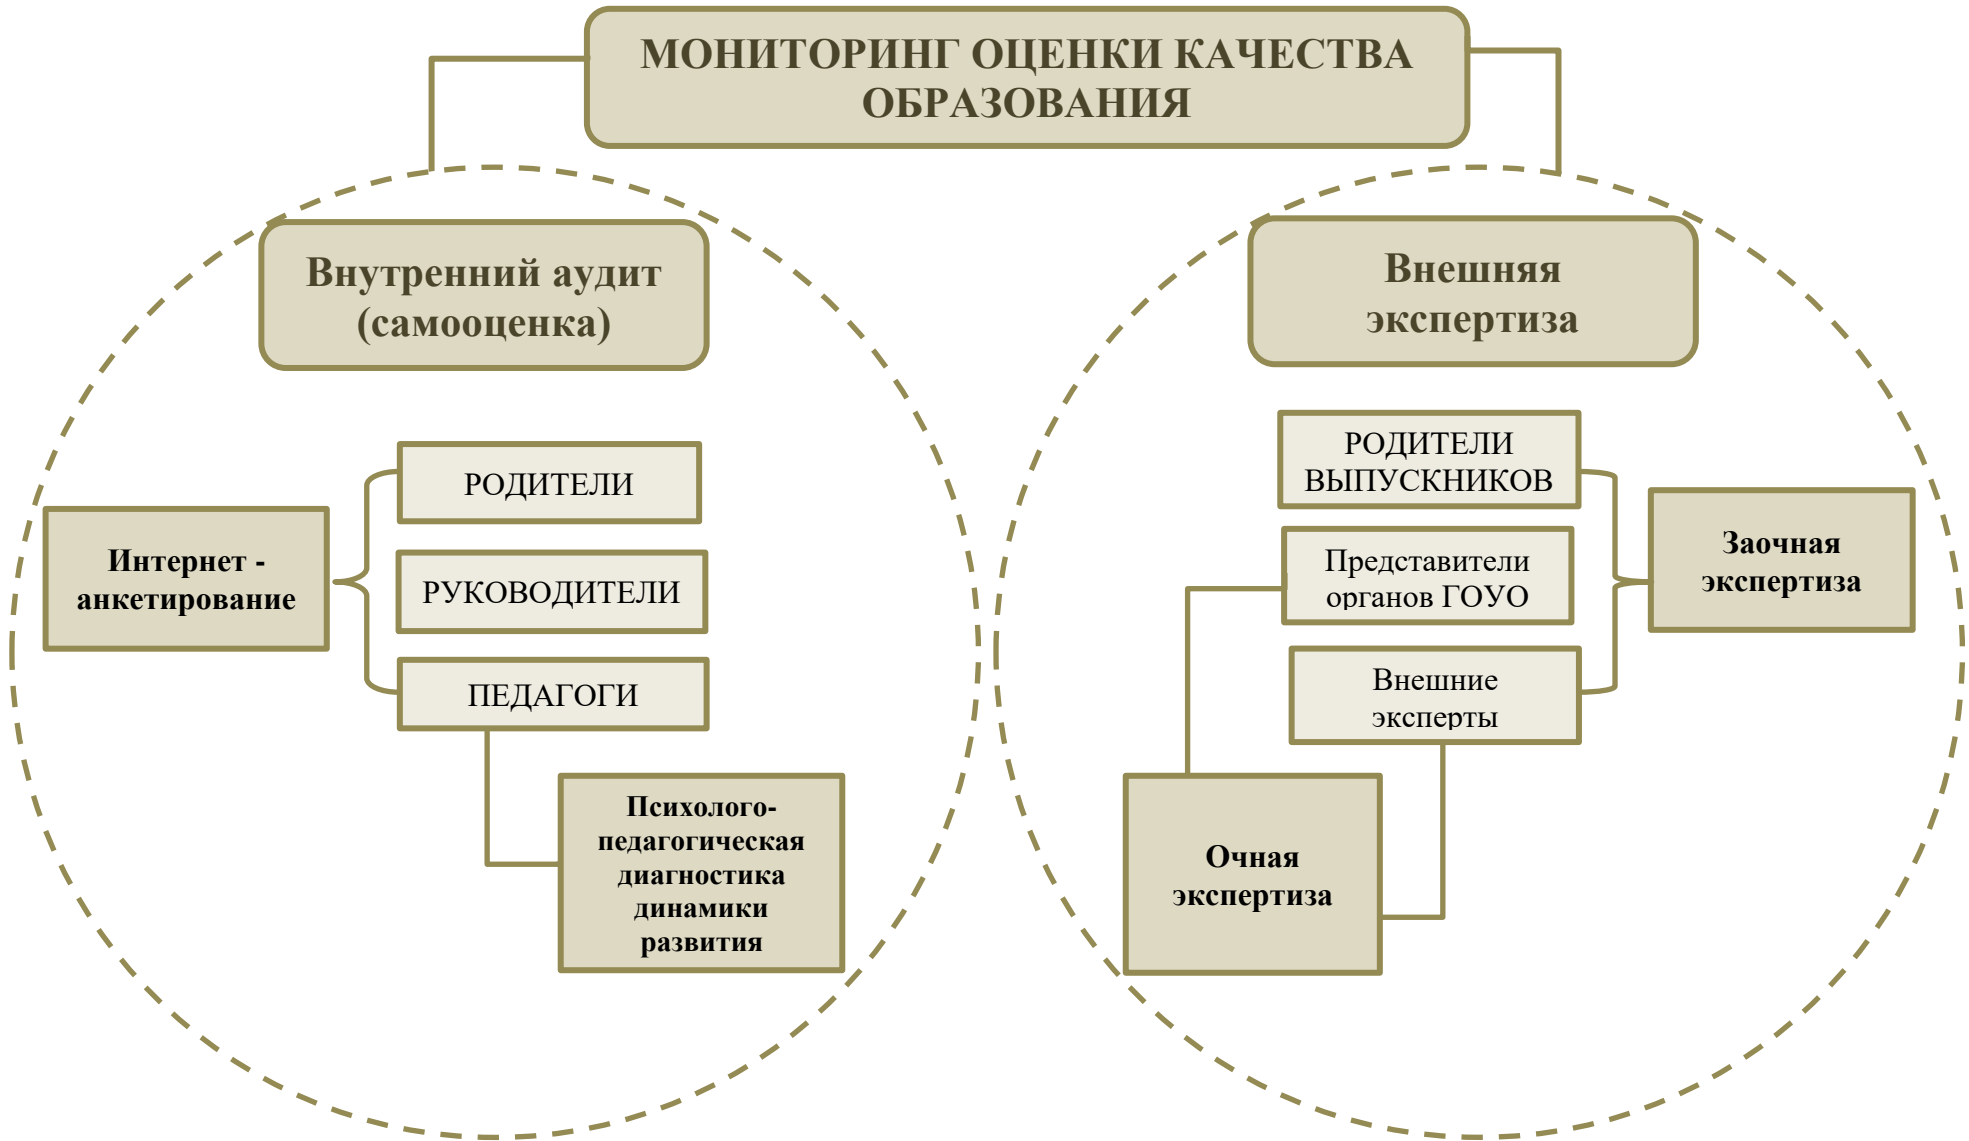 МОНИТОРИНГ ОЦЕНКИ КАЧЕСТВА
ОБРАЗОВАНИЯ
Внутренний аудит
(самооценка)
Интернет -
анкетирование
РОДИТЕЛИ
РУКОВОДИТЕЛИ
ПЕДАГОГИ
Психолого-
педагогическая
диагностика
динамики
развития
Внешняя
экспертиза
РОДИТЕЛИ
ВЫПУСКНИКОВ
Представители
органов ГОУО
Внешние
эксперты
Заочная
экспертиза
Очная
экспертиза